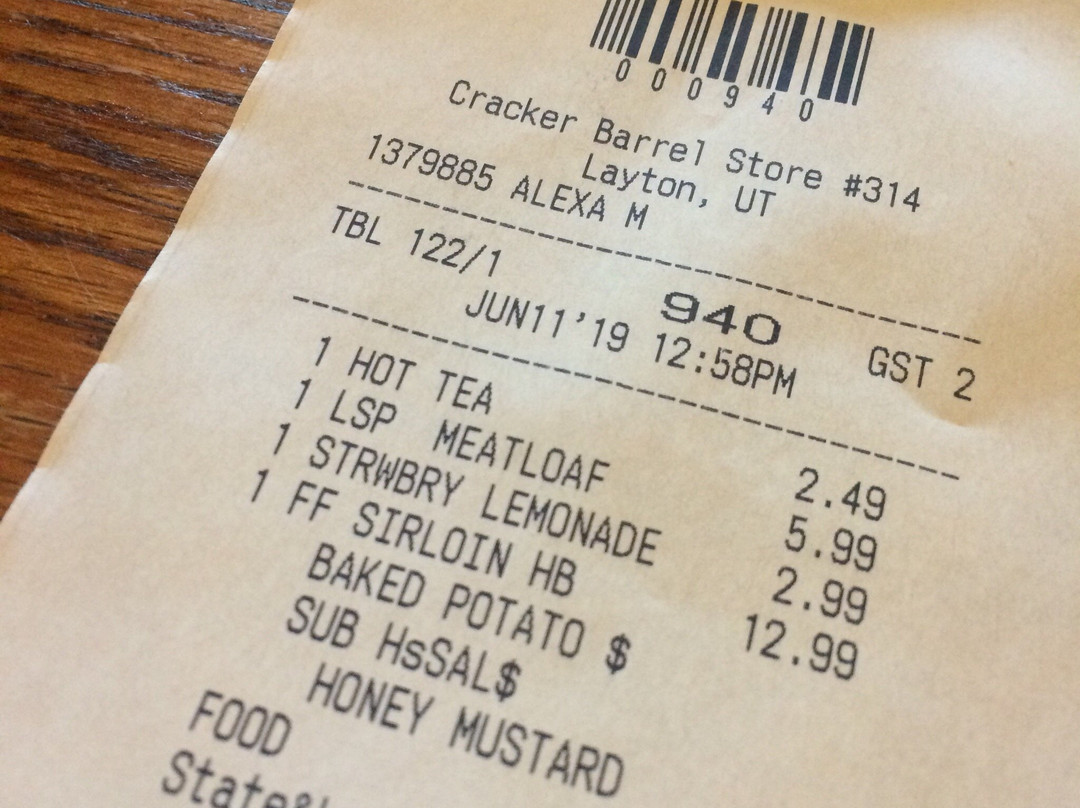 000940
Cracker Barrel Store #314
Layton, UT
1379885 ALEXA M
TBL 122/1 940 GST 2
JUN11'19 12:58PM
1 HOT TEA 2.49
1 LSP MEATLOAF 5.99
1 STRWBRY LEMONADE 2.99
1 FF SIRLOIN HB 12.99
BAKED POTATO $
SUB HsSAL$
HONEY MUSTARD
FOOD